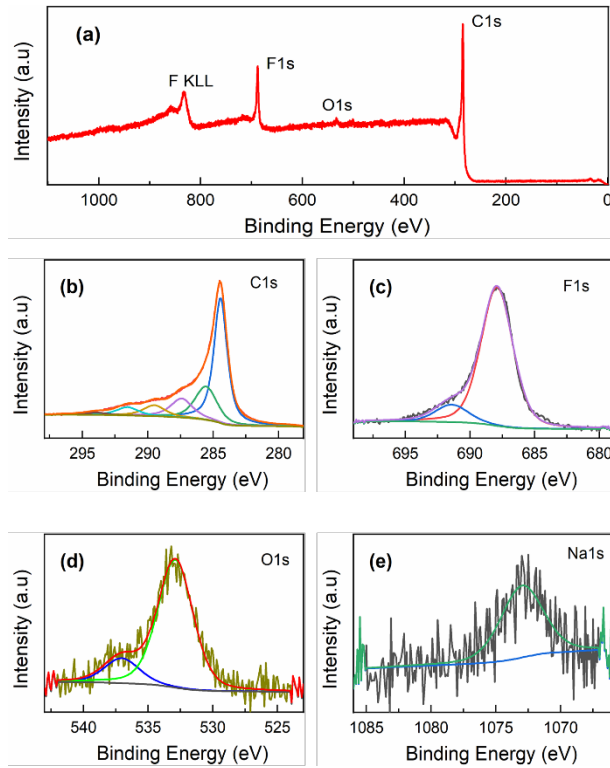 (a)
C1s
F1s
F KLL
O1s
Intensity (a.u)
1000 800 600 400 200 0
Binding Energy (eV)
(b) C1s
Intensity (a.u)
295 290 285 280
Binding Energy (eV)
(c) F1s
Intensity (a.u)
695 690 685 680
Binding Energy (eV)
(d) O1s
Intensity (a.u)
540 535 530 525
Binding Energy (eV)
(e) Na1s
Intensity (a.u)
1085 1080 1075 1070
Binding Energy (eV)